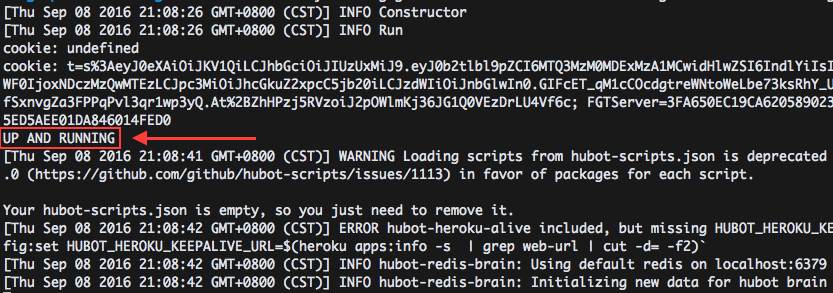 [Thu Sep 08 2016 21:08:26 GMT+0800 (CST)] INFO Constructor
[Thu Sep 08 2016 21:08:26 GMT+0800 (CST)] INFO Run
cookie: undefined
cookie: t=s%3AeyJ0eXAiOiJKV1QiLCJhbGciOiJIUzUxMiJ9.eyJ0b2tlbl9pZCI6MTQ3MzM0MDExMzA1MCwidHlwZSI6IndlYiIsI
WF0IjoxNDczMzQwMTEzLCJpc3MiOiJhcGkuZ2xpcC5jb20iLCJzdWIiOiJnbGlwIn0.GIFcET_qM1cCOcdgtreWNtoWeLbe73ksRhY_U
fSxnvgZa3FPPqPvl3qr1wp3yQ.At%2BZhHPzj5RVzoiJ2pOWlmKj36JG1Q0VEzDrLU4Vf6c; FGTServer=3FA650EC19CA620589023
5ED5AEE01DA846014FED0
UP AND RUNNING
[Thu Sep 08 2016 21:08:41 GMT+0800 (CST)] WARNING Loading scripts from hubot-scripts.json is deprecated
.0 (https://github.com/github/hubot-scripts/issues/1113) in favor of packages for each script.
Your hubot-scripts.json is empty, so you just need to remove it.
[Thu Sep 08 2016 21:08:42 GMT+0800 (CST)] ERROR hubot-heroku-alive included, but missing HUBOT_HEROKU_KE
fig:set HUBOT_HEROKU_KEEPALIVE_URL=$(heroku apps:info -s  | grep web-url | cut -d= -f2)`
[Thu Sep 08 2016 21:08:42 GMT+0800 (CST)] INFO hubot-redis-brain: Using default redis on localhost:6379
[Thu Sep 08 2016 21:08:42 GMT+0800 (CST)] INFO hubot-redis-brain: Initializing new data for hubot brain